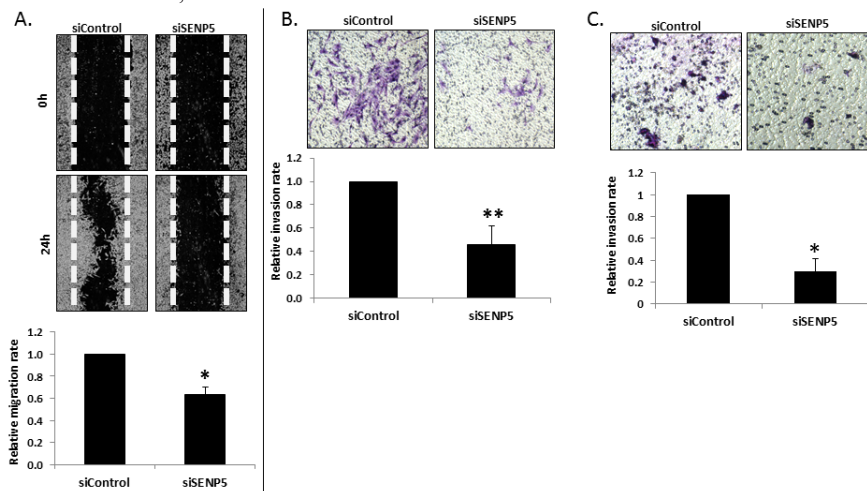 A.
siControl siSENP5
0h
24h
Relative migration rate
1.2
1.0
0.8
0.6
0.4
0.2
0.0
*
siControl siSENP5
B.
siControl siSENP5
Relative invasion rate
1.2
1.0
0.8
0.6
0.4
0.2
0.0
**
siControl siSENP5
C.
siControl siSENP5
Relative invasion rate
1.2
1
0.8
0.6
0.4
0.2
0
*
siControl siSENP5